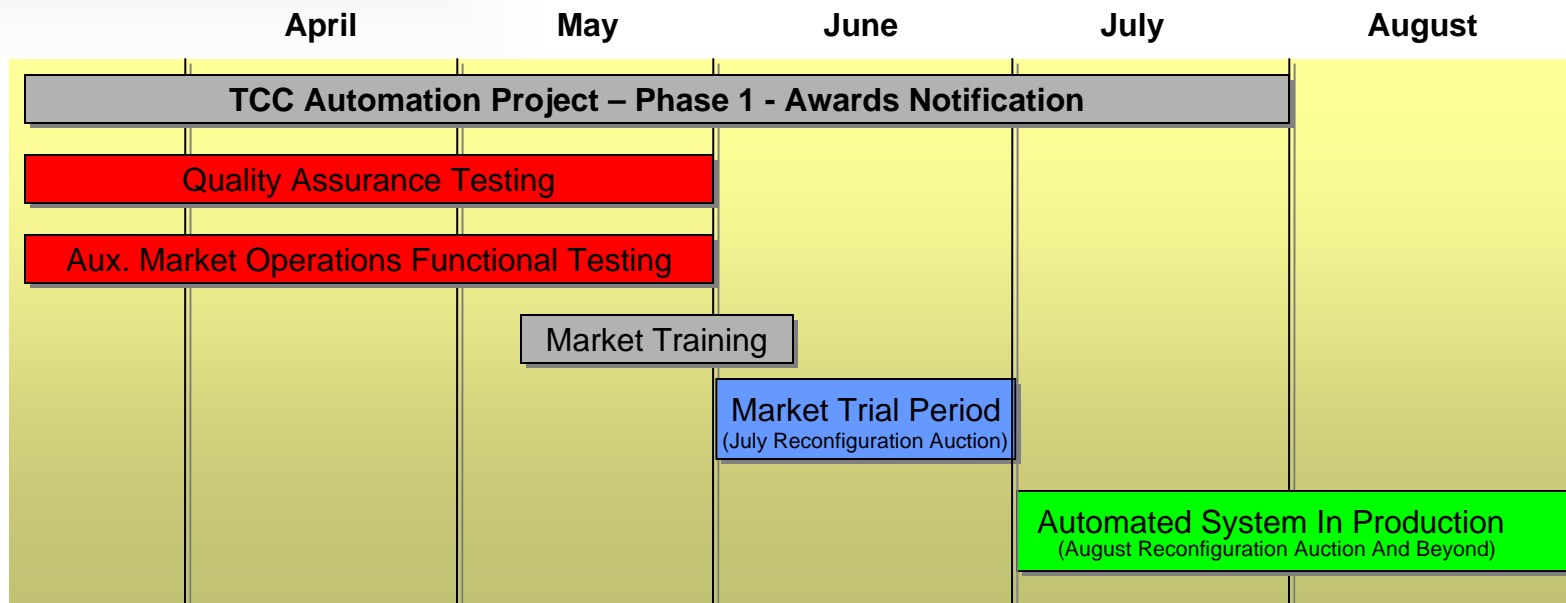 April May June July August
TCC Automation Project – Phase 1 - Awards Notification
Quality Assurance Testing
Aux. Market Operations Functional Testing
Market Training
Market Trial Period
(July Reconfiguration Auction)
Automated System In Production
(August Reconfiguration Auction And Beyond)